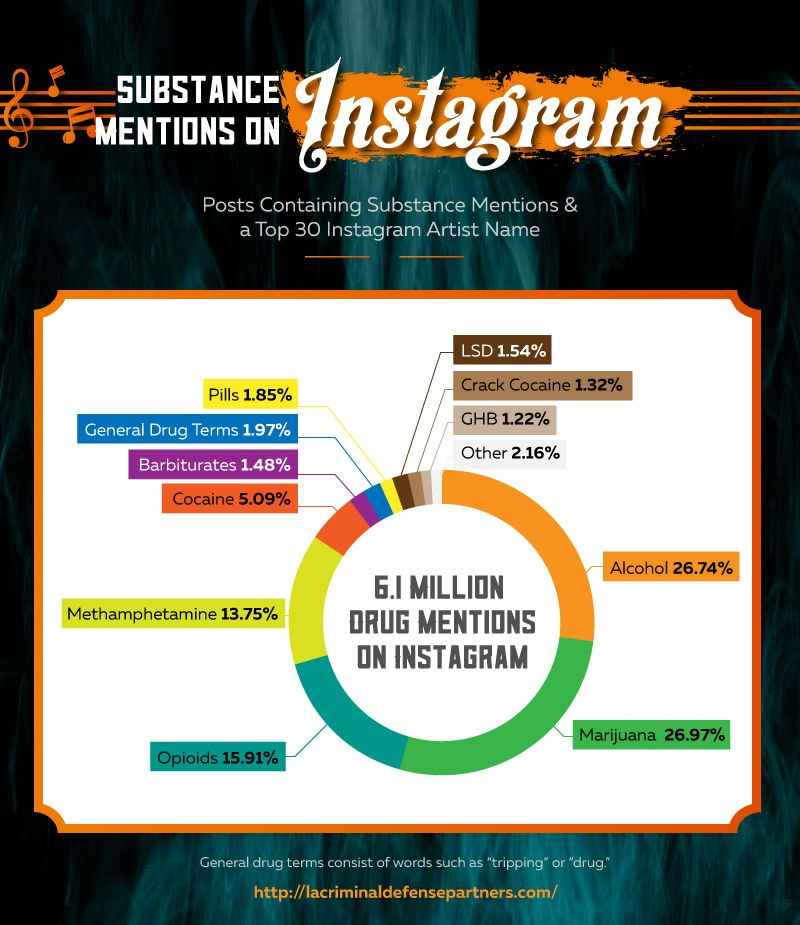 SUBSTANCE
MENTIONS ON
Instagram
Posts Containing Substance Mentions &
a Top 30 Instagram Artist Name
LSD 1.54%
Crack Cocaine 1.32%
GHB 1.22%
Other 2.16%
Pills 1.85%
General Drug Terms 1.97%
Barbiturates 1.48%
Cocaine 5.09%
Alcohol 26.74%
Methamphetamine 13.75%
6.1 MILLION
DRUG MENTIONS
ON INSTAGRAM
Marijuana 26.97%
Opioids 15.91%
General drug terms consist of words such as “tripping” or “drug.”
http://lacriminaldefensepartners.com/